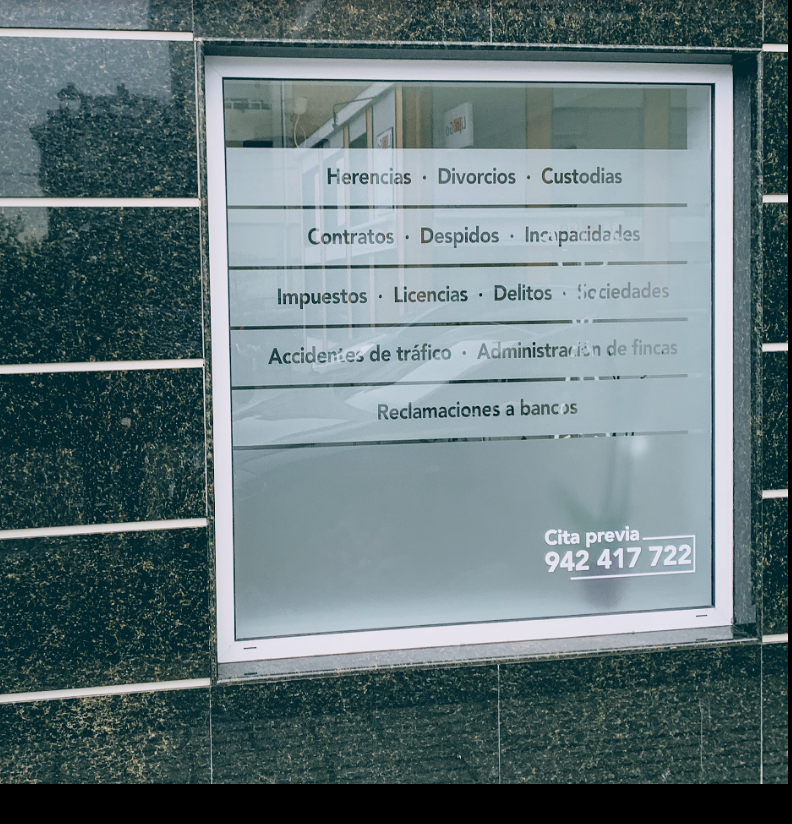 Herencias · Divorcios · Custodias
Contratos · Despidos · Incapacidades
Impuestos · Licencias · Delitos · Sociedades
Accidentes de tráfico · Administración de fincas
Reclamaciones a bancos
Cita previa
942 417 722